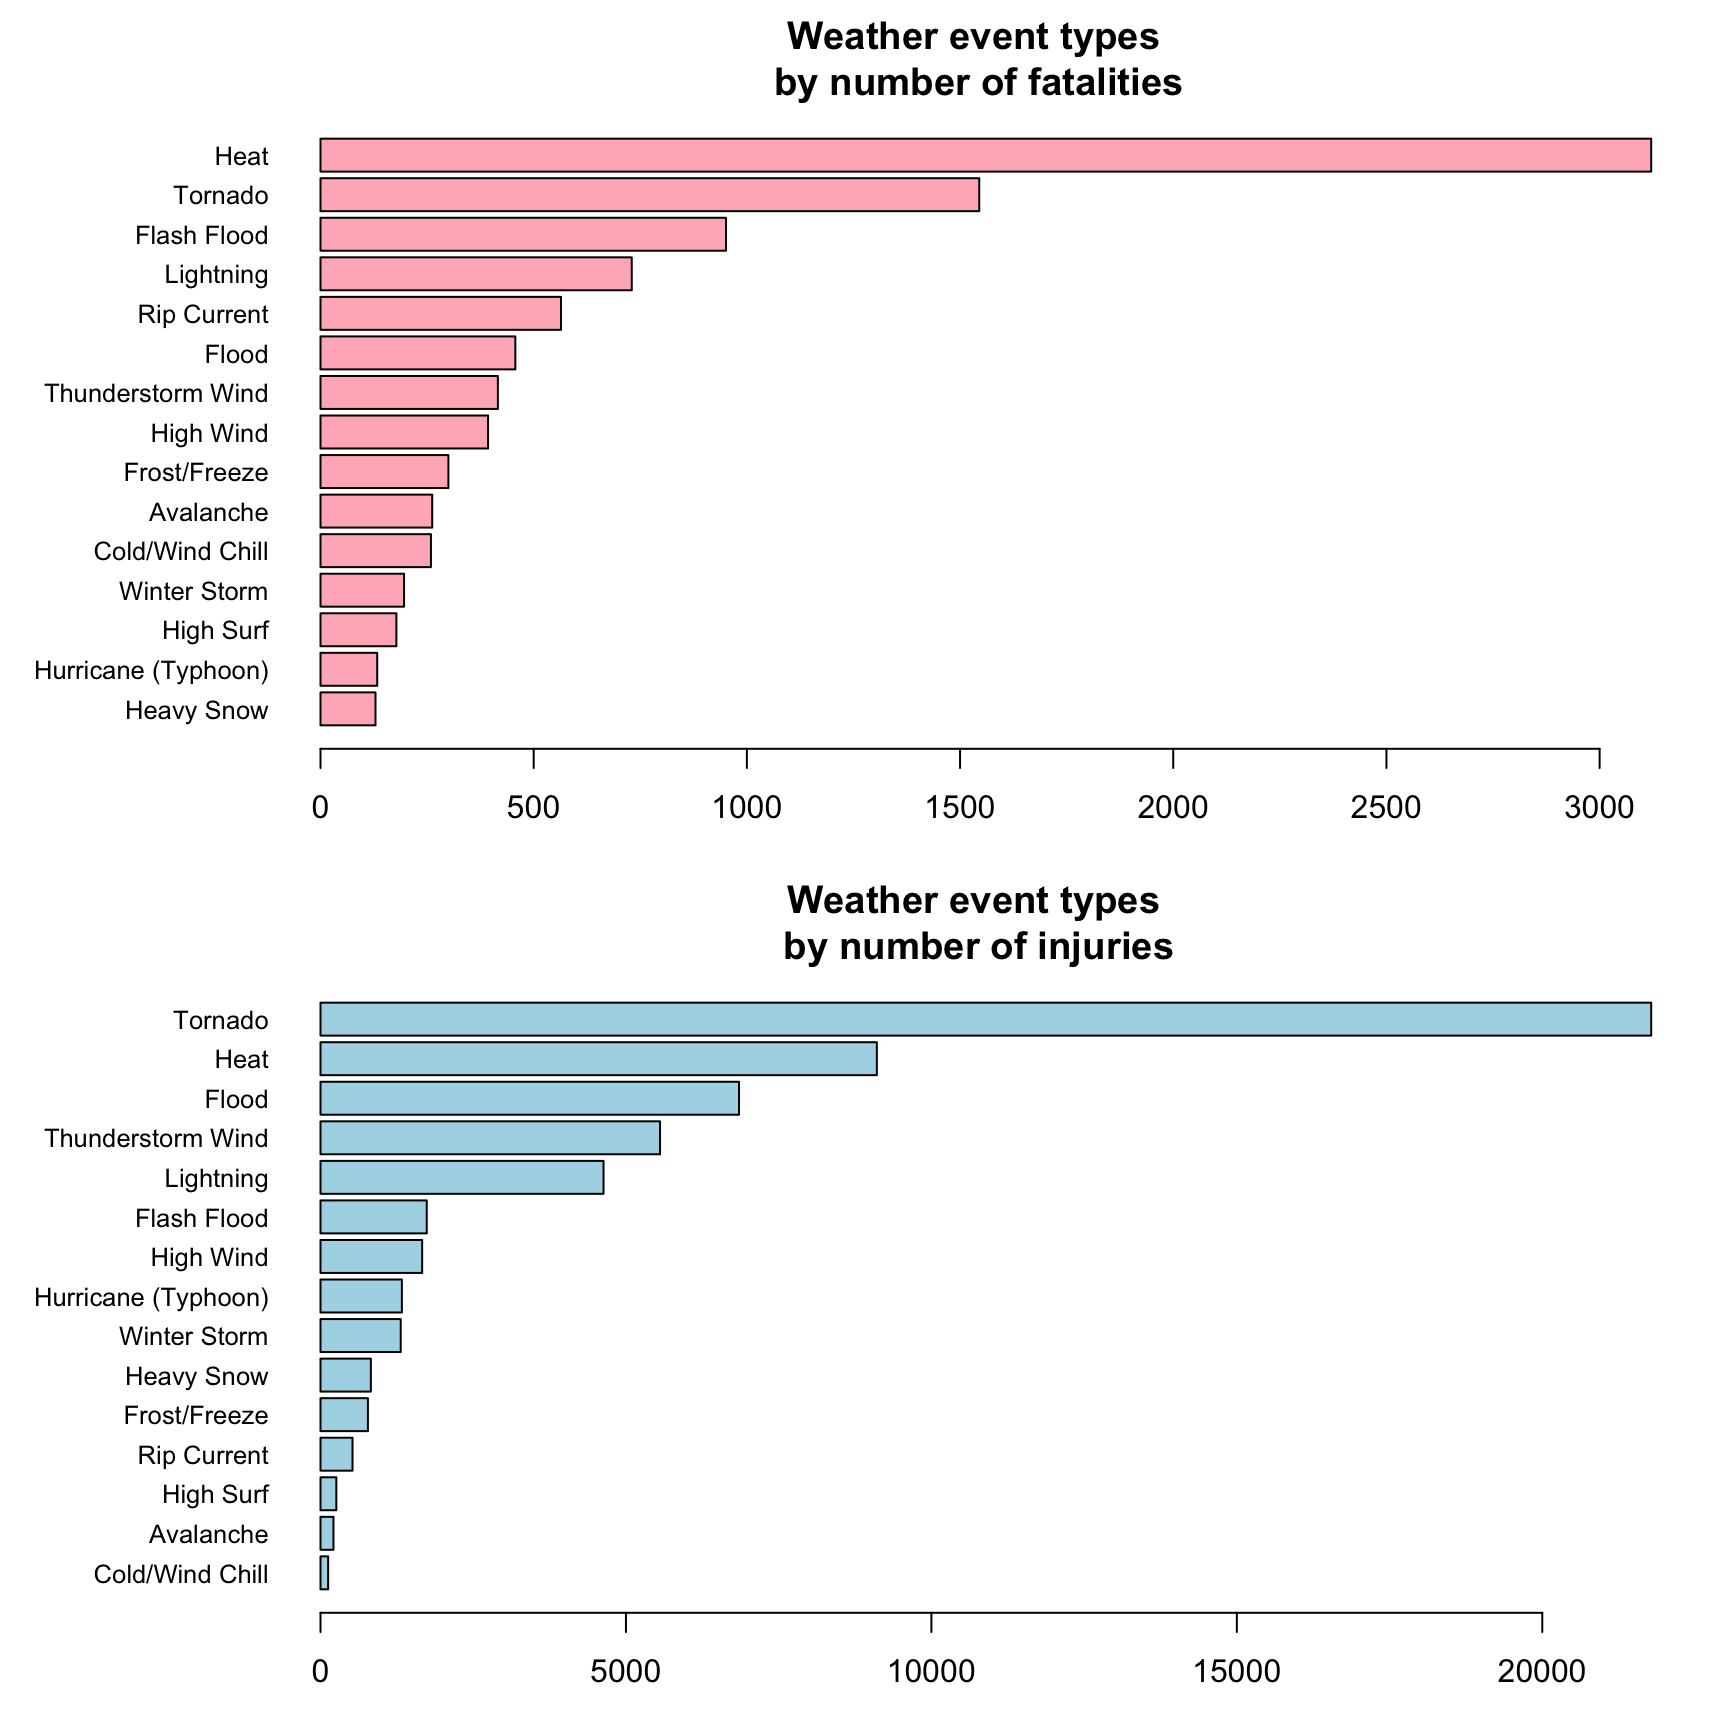 Weather event types
by number of fatalities
Heat
Tornado
Flash Flood
Lightning
Rip Current
Flood
Thunderstorm Wind
High Wind
Frost/Freeze
Avalanche
Cold/Wind Chill
Winter Storm
High Surf
Hurricane (Typhoon)
Heavy Snow
0 500 1000 1500 2000 2500 3000
Weather event types
by number of injuries
Tornado
Heat
Flood
Thunderstorm Wind
Lightning
Flash Flood
High Wind
Hurricane (Typhoon)
Winter Storm
Heavy Snow
Frost/Freeze
Rip Current
High Surf
Avalanche
Cold/Wind Chill
0 5000 10000 15000 20000